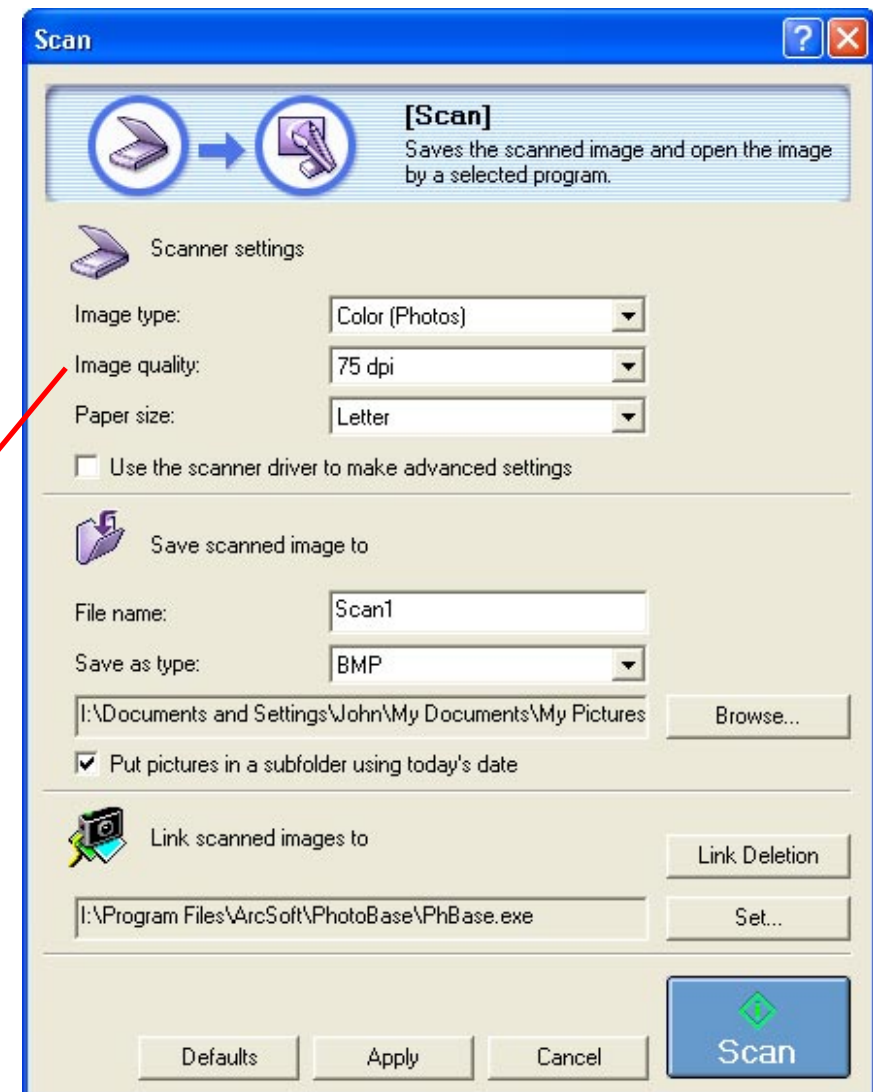 Scan
[Scan]
Saves the scanned image and open the image
by a selected program.
Scanner settings
Image type: Color (Photos)
Image quality: 75 dpi
Paper size: Letter
Use the scanner driver to make advanced settings
Save scanned image to
File name: Scan1
Save as type: BMP
I:\Documents and Settings\John\My Documents\My Pictures Browse...
Put pictures in a subfolder using today's date
Link scanned images to
Link Deletion
I:\Program Files\ArcSoft\PhotoBase\PhBase.exe Set...
Defaults Apply Cancel Scan